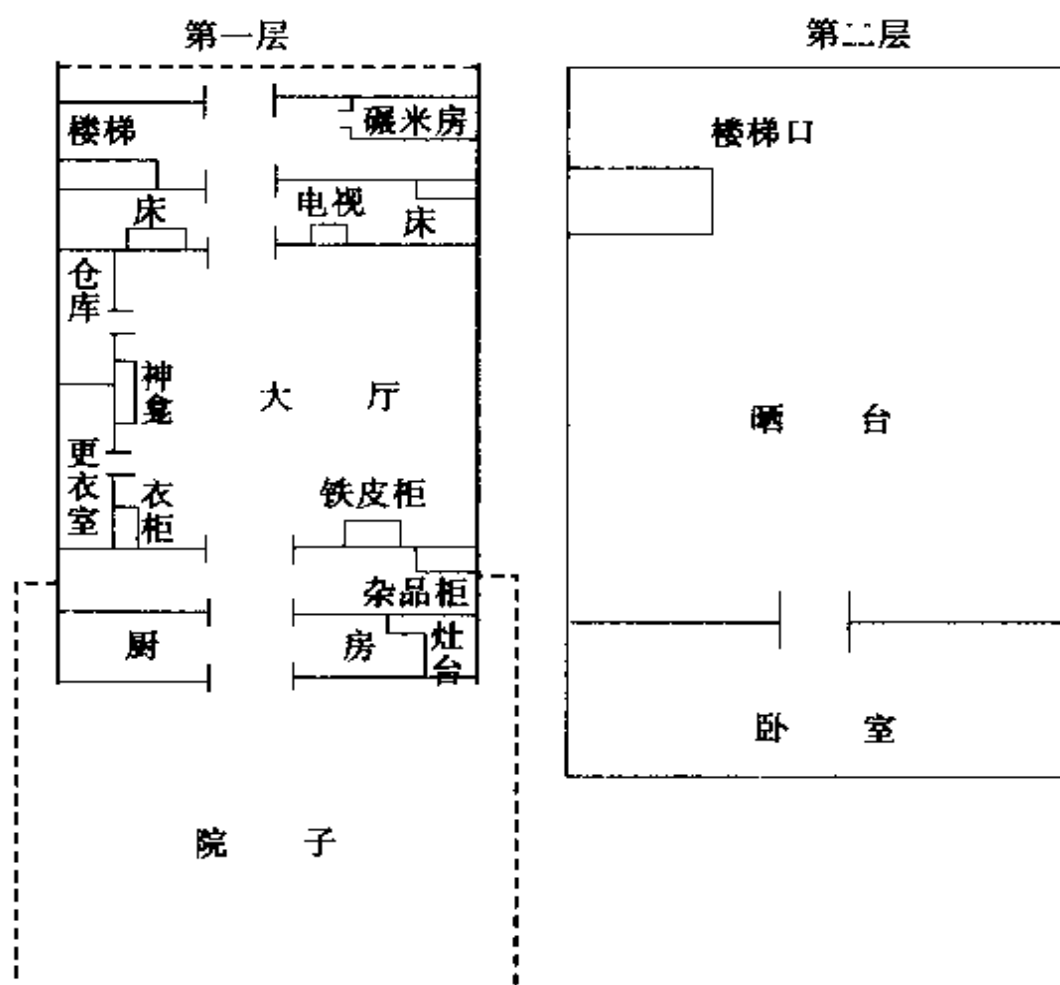 第一层
第二层
楼梯
碾米房
楼梯口
床
电视
床
仓库
神龛
大厅
晒台
更衣室
衣柜
铁皮柜
杂品柜
厨房
灶台
卧室
院子